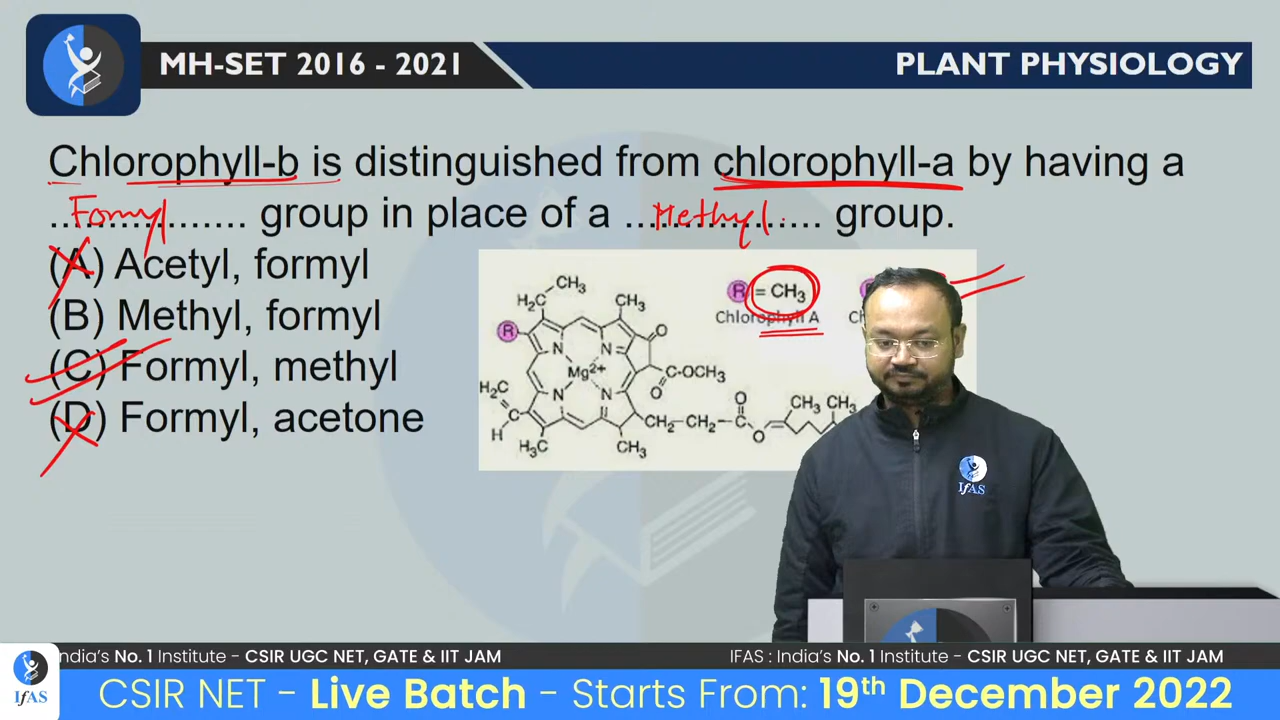 MH-SET 2016 - 2021
PLANT PHYSIOLOGY
Chlorophyll-b is distinguished from chlorophyll-a by having a
.................. group in place of a .................. group.
Formyl
Methyl
(A) Acetyl, formyl
(B) Methyl, formyl
(C) Formyl, methyl
(D) Formyl, acetone
CH₃
H₂C
CH₃
R = CH₃
Chlorophyll A
R
O
N N
Mg²⁺
COCH₃
O
H₂C
N N
C
H
H₃C
CH₃
CH₂ CH₂ C
O
O
CH₃ CH₃
IfAS
India's No. 1 Institute - CSIR UGC NET, GATE & IIT JAM
IFAS : India's No. 1 Institute - CSIR UGC NET, GATE & IIT JAM
IFAS
CSIR NET - Live Batch - Starts From: 19th December 2022